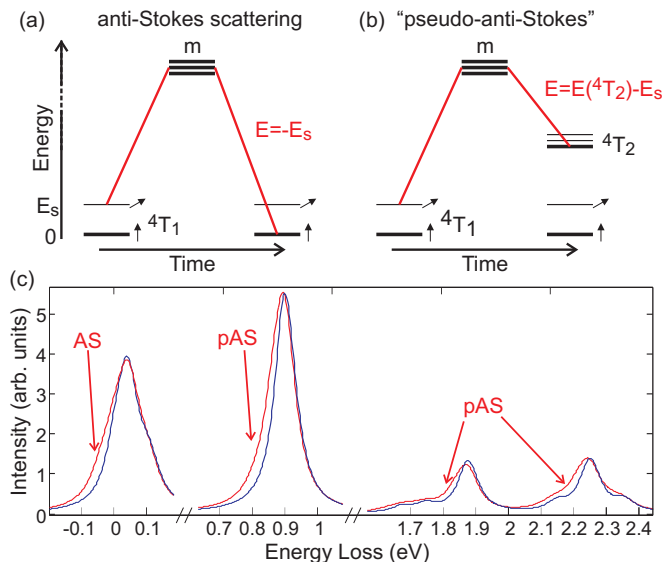 (a) anti-Stokes scattering
m
E=-Eₛ
Energy
Eₛ
⁴T₁
0
Time
(b) “pseudo-anti-Stokes”
m
E=E(⁴T₂)-Eₛ
⁴T₂
⁴T₁
Time
(c)
AS
pAS
pAS
Intensity (arb. units)
5
4
3
2
1
0
-0.1 0 0.1 0.7 0.8 0.9 1 1.7 1.8 1.9 2 2.1 2.2 2.3 2.4
Energy Loss (eV)